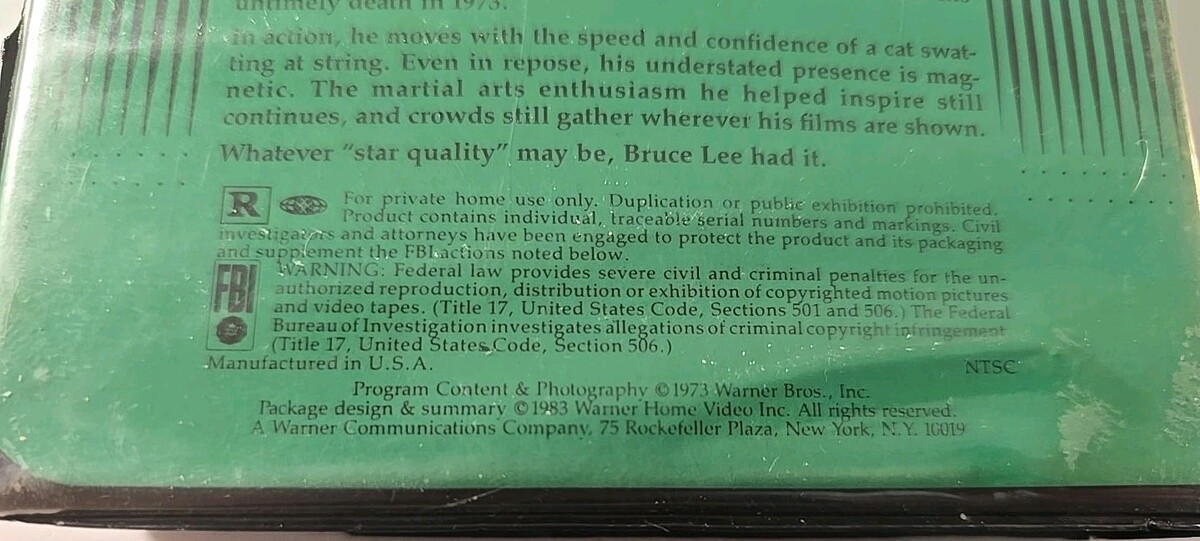 untimely death in 1973.
in action, he moves with the speed and confidence of a cat swat-
ting at string. Even in repose, his understated presence is mag-
netic. The martial arts enthusiasm he helped inspire still
continues, and crowds still gather wherever his films are shown.
Whatever "star quality" may be, Bruce Lee had it.
R For private home use only. Duplication or public exhibition prohibited.
Product contains individual, traceable serial numbers and markings. Civil
investigators and attorneys have been engaged to protect the product and its packaging
and supplement the FBI actions noted below.
FBI WARNING: Federal law provides severe civil and criminal penalties for the un-
authorized reproduction, distribution or exhibition of copyrighted motion pictures
and video tapes. (Title 17, United States Code, Sections 501 and 506.) The Federal
Bureau of Investigation investigates allegations of criminal copyright infringement
(Title 17, United States Code, Section 506.)
Manufactured in U.S.A. NTSC
Program Content & Photography ©1973 Warner Bros., Inc.
Package design & summary ©1983 Warner Home Video Inc. All rights reserved.
A Warner Communications Company, 75 Rockefeller Plaza, New York, N.Y. 10019